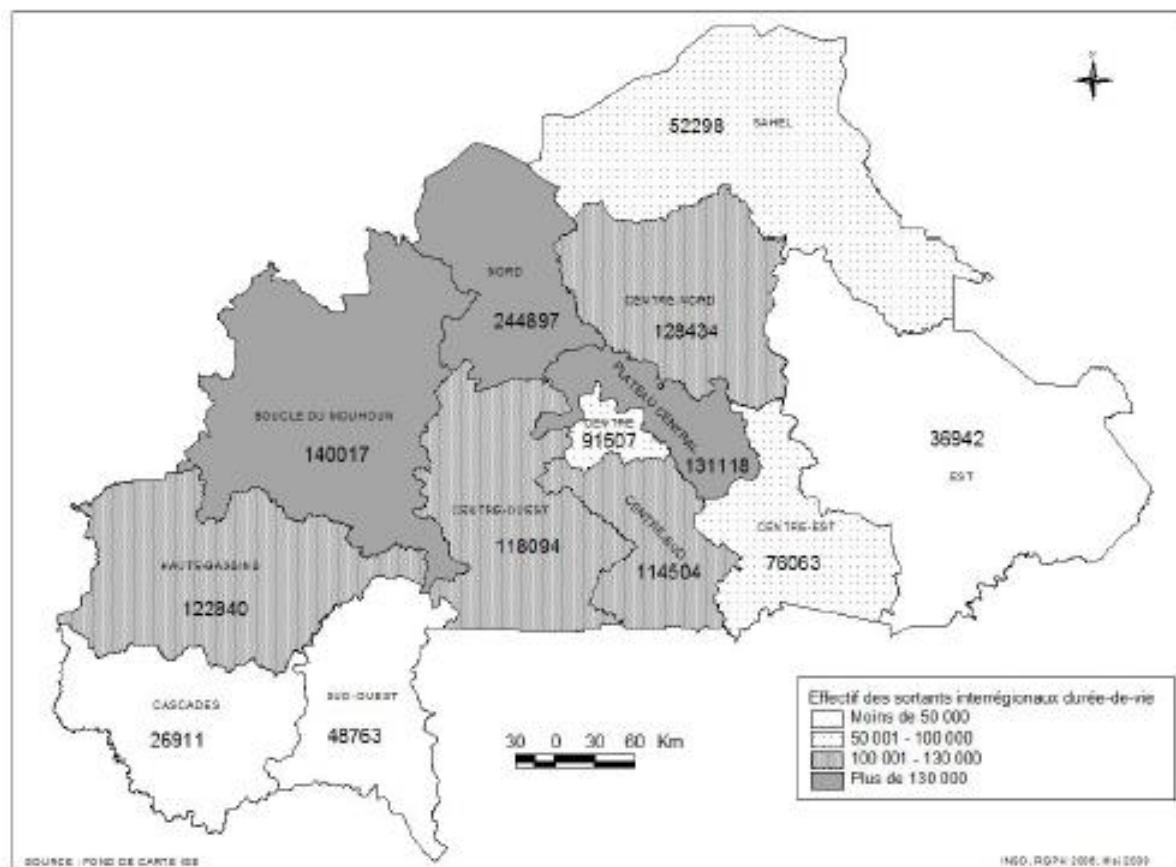 N
52298 SAHEL
NORD
244897
CENTRE-NORD
128434
BOUCLE DU MOUHOUN
140017
PLATEAU CENTRAL
131118
CENTRE
91507
36942
EST
CENTRE-OUEST
118094
CENTRE-SUD
114504
CENTRE-EST
76063
HAUTS-BASSINS
122840
CASCADES
26911
SUD-OUEST
48763
30 0 30 60 Km
Effectif des sortants interrégionaux durée-de-vie
Moins de 50 000
50 001 - 100 000
100 001 - 130 000
Plus de 130 000
SOURCE : FOND DE CARTE IGB
INSD, RGPH 2006, Mai 2009